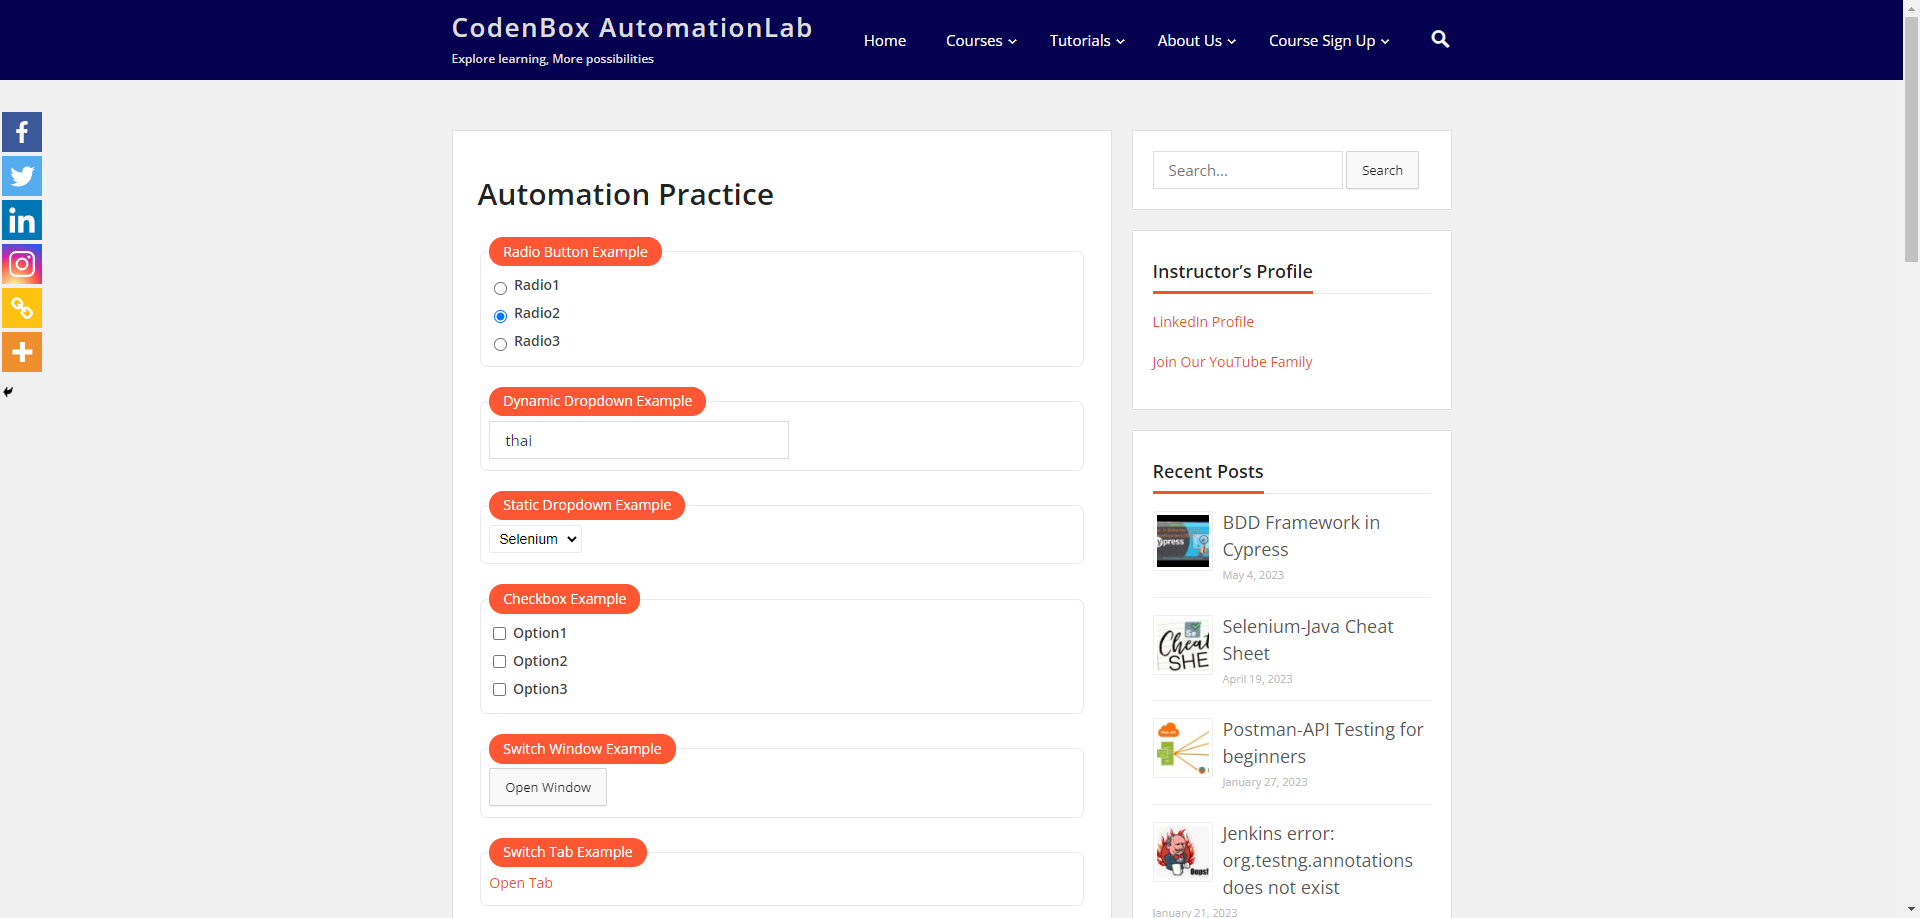 CodenBox AutomationLab
Explore learning, More possibilities
Home
Courses
Tutorials
About Us
Course Sign Up
Automation Practice
Radio Button Example
Radio1
Radio2
Radio3
Dynamic Dropdown Example
thai
Static Dropdown Example
Selenium
Checkbox Example
Option1
Option2
Option3
Switch Window Example
Open Window
Switch Tab Example
Open Tab
Search...
Search
Instructor’s Profile
LinkedIn Profile
Join Our YouTube Family
Recent Posts
BDD Framework in
Cypress
May 4, 2023
Selenium-Java Cheat
Sheet
April 19, 2023
Postman-API Testing for
beginners
January 27, 2023
Jenkins error:
org.testng.annotations
does not exist
January 21, 2023